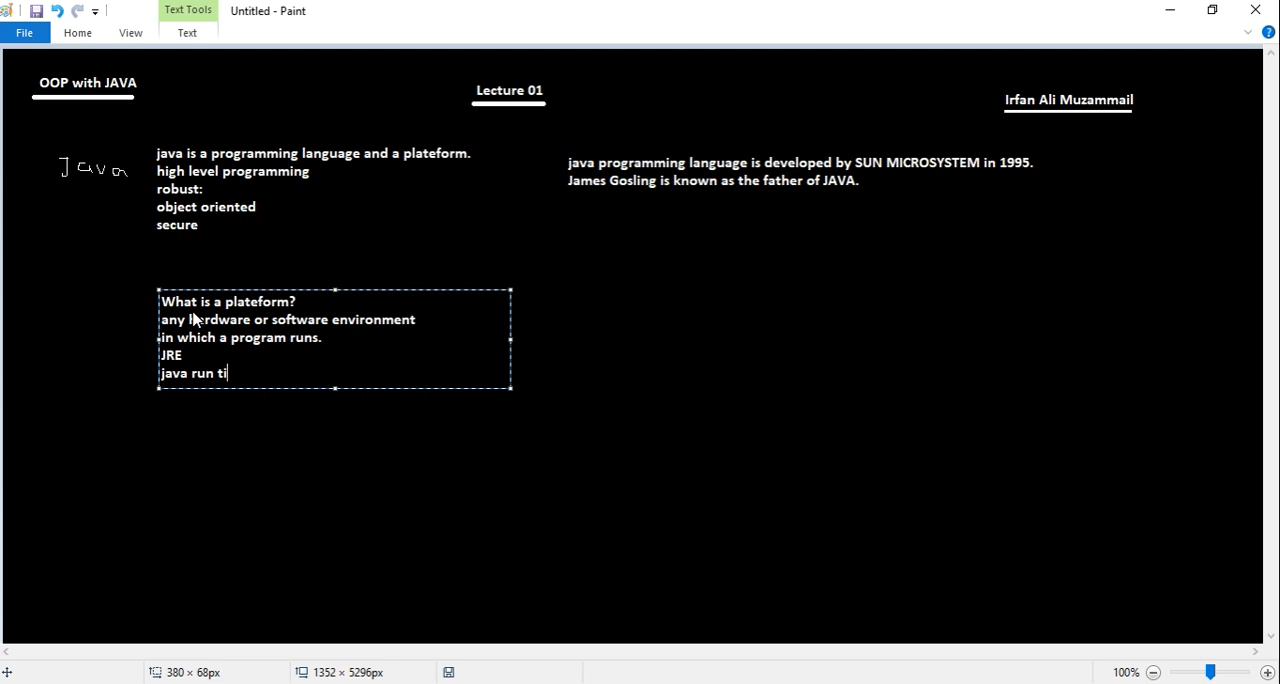 Text Tools
Untitled - Paint
File
Home
View
Text
OOP with JAVA
Lecture 01
Irfan Ali Muzammail
Java
java is a programming language and a plateform.
high level programming
robust:
object oriented
secure
java programming language is developed by SUN MICROSYSTEM in 1995.
James Gosling is known as the father of JAVA.
What is a plateform?
any hardware or software environment
in which a program runs.
JRE
java run ti
380 × 68px
1352 × 5296px
100%